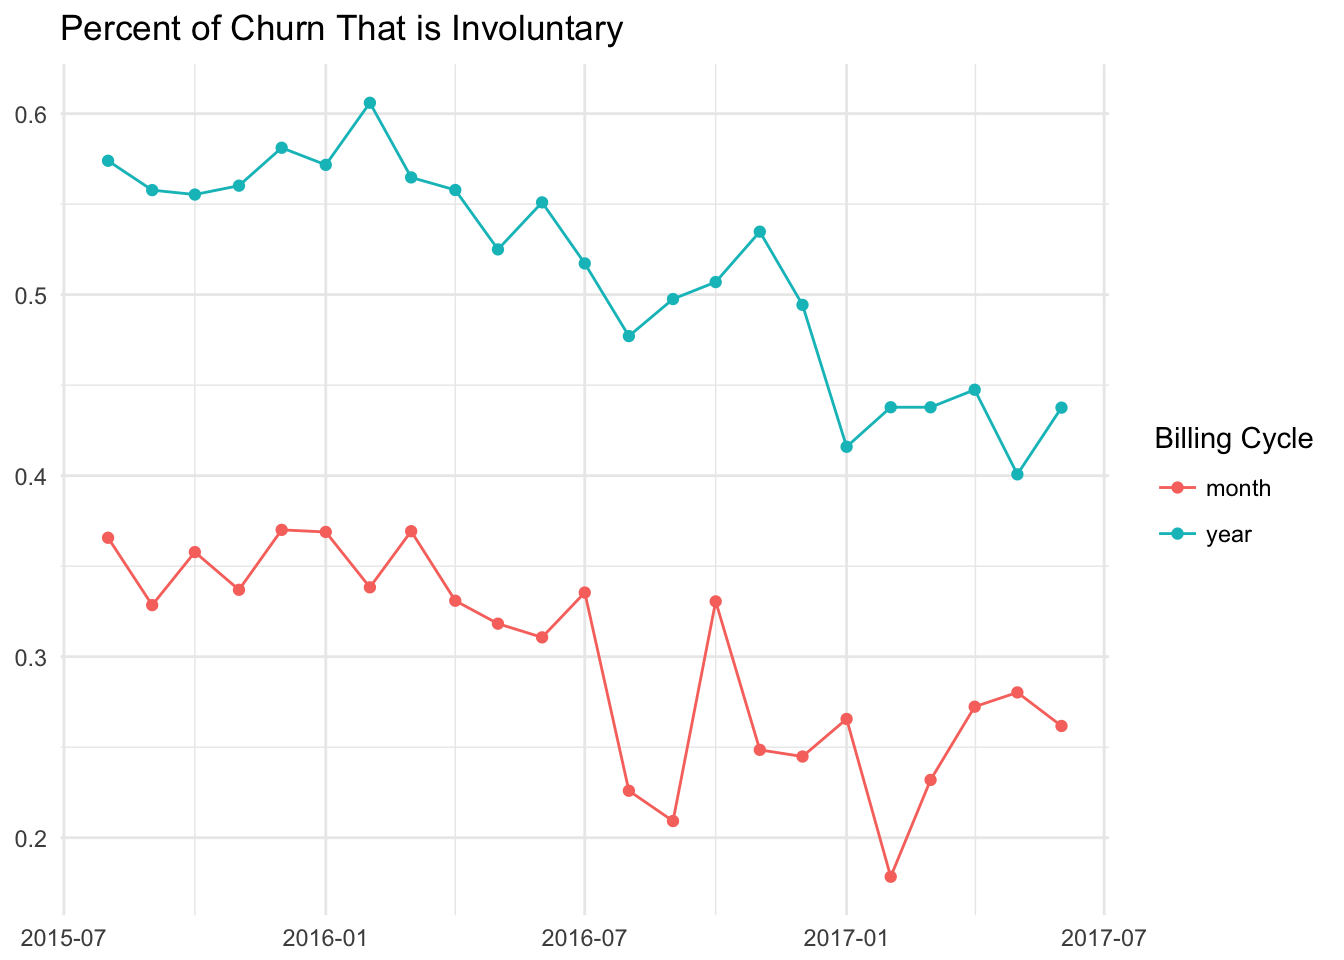 Percent of Churn That is Involuntary
0.6
0.5
0.4
0.3
0.2
2015-07
2016-01
2016-07
2017-01
2017-07
Billing Cycle
month
year